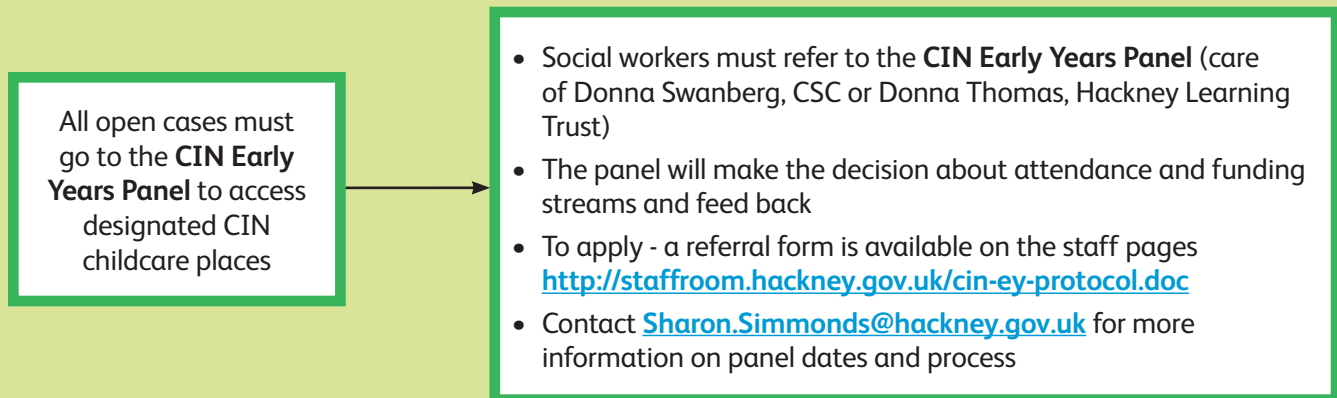 All open cases must
go to the CIN Early
Years Panel to access
designated CIN
childcare places
• Social workers must refer to the CIN Early Years Panel (care
of Donna Swanberg, CSC or Donna Thomas, Hackney Learning
Trust)
• The panel will make the decision about attendance and funding
streams and feed back
• To apply - a referral form is available on the staff pages
http://staffroom.hackney.gov.uk/cin-ey-protocol.doc
• Contact Sharon.Simmonds@hackney.gov.uk for more
information on panel dates and process